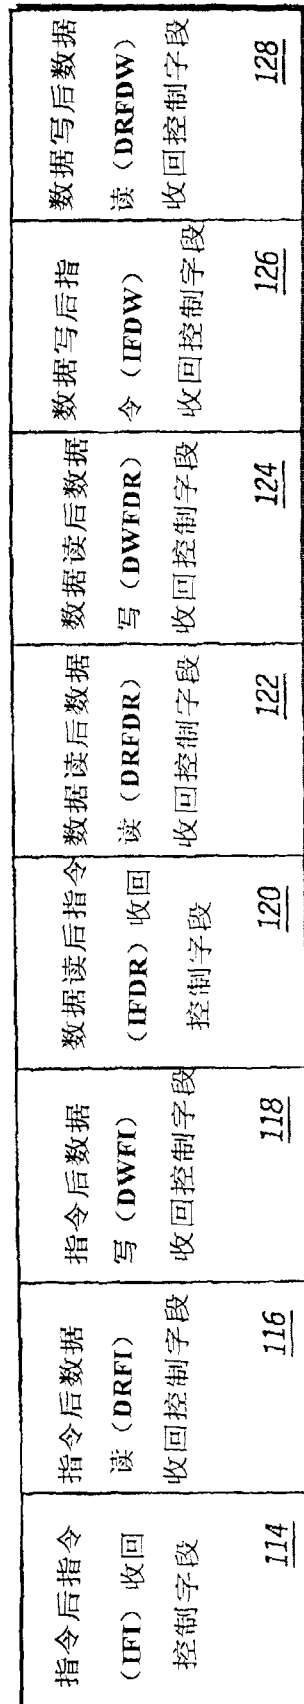 指令后指令
（IFI）收回
控制字段
114
指令后数据
读（DRFI）
收回控制字段
116
指令后数据
写（DWFI）
收回控制字段
118
数据读后指令
（IFDR）收回
控制字段
120
数据读后数据
读（DRFDR）
收回控制字段
122
数据读后数据
写（DWFDR）
收回控制字段
124
数据写后指
令（IFDW）
收回控制字段
126
数据写后数据
读（DRFDW）
收回控制字段
128